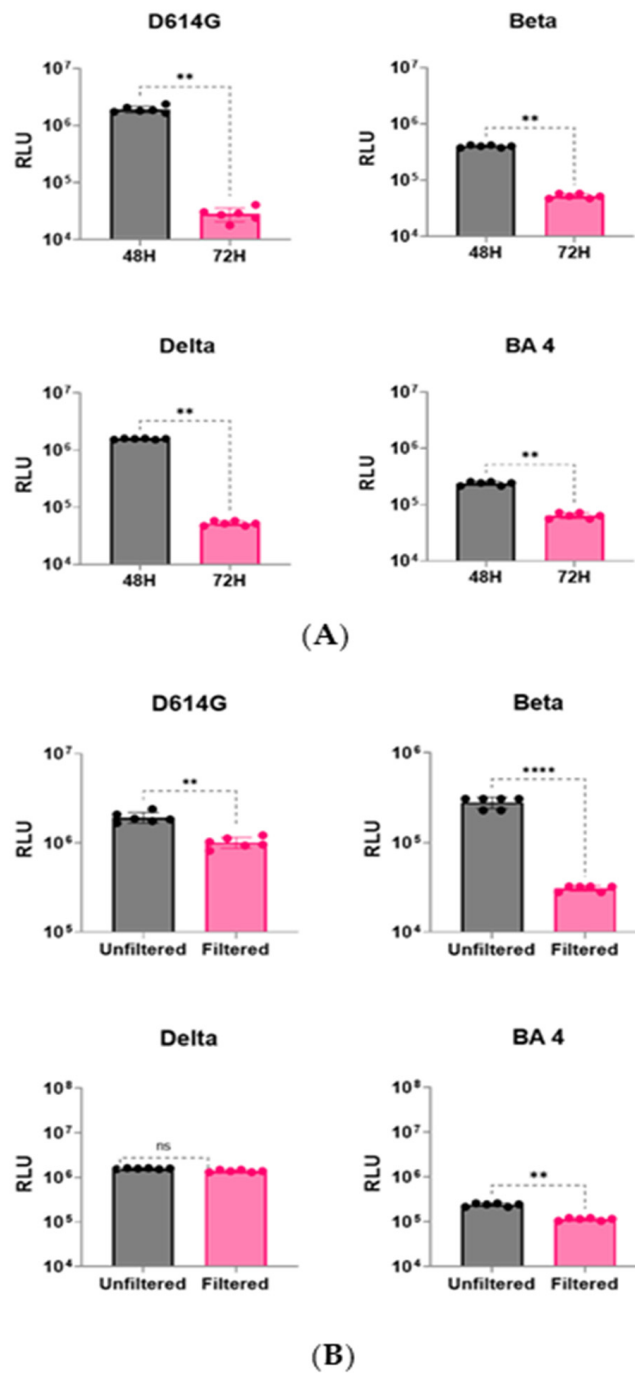 D614G
Beta
10⁷
**
10⁶
RLU
10⁵
10⁴
48H 72H
10⁷
**
10⁶
RLU
10⁵
10⁴
48H 72H
Delta
BA 4
10⁷
**
10⁶
RLU
10⁵
10⁴
48H 72H
10⁷
**
10⁶
RLU
10⁵
10⁴
48H 72H
(A)
D614G
Beta
10⁷
**
RLU
10⁶
10⁵
Unfiltered Filtered
10⁶
****
RLU
10⁵
10⁴
Unfiltered Filtered
Delta
BA 4
10⁸
10⁷
ns
RLU
10⁶
10⁵
10⁴
Unfiltered Filtered
10⁸
10⁷
**
RLU
10⁶
10⁵
10⁴
Unfiltered Filtered
(B)